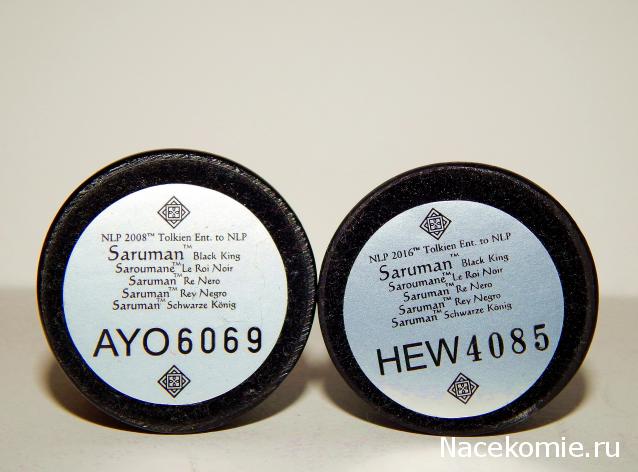 NLP 2008™ Tolkien Ent. to NLP
Saruman™ Black King
Saroumane™ Le Roi Noir
Saruman™ Re Nero
Saruman™ Rey Negro
Saruman™ Schwarze König
AYO6069
NLP 2016™ Tolkien Ent. to NLP
Saruman™ Black King
Saroumane™ Le Roi Noir
Saruman™ Re Nero
Saruman™ Rey Negro
Saruman™ Schwarze König
HEW4085
Nacekomie.ru